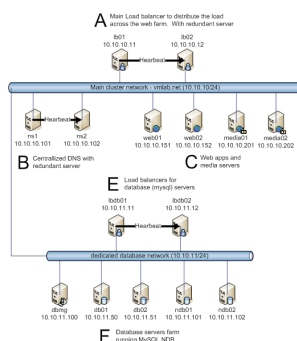 A Main Load balancer to distribute the load
across the web farm. With redundant server
lb01 lb02
10.10.10.11 10.10.10.12
Hearbeat
Main cluster network - vmlab.net (10.10.10/24)
Hearbeat
ns1 ns2 web01 web02 media01 media02
10.10.10.101 10.10.10.102 10.10.10.151 10.10.10.152 10.10.10.201 10.10.10.202
B Centrallized DNS with
redundant server
C Web apps and
media servers
E Load balancers for
database (mysql) servers
lbdb01 lbdb02
10.10.11.11 10.10.11.12
Hearbeat
dedicated database network (10.10.11/24)
dbmg db01 db02 ndb01 ndb02
10.10.11.100 10.10.11.50 10.10.11.51 10.10.11.101 10.10.11.102
F Database servers farm
running MySQL NDB